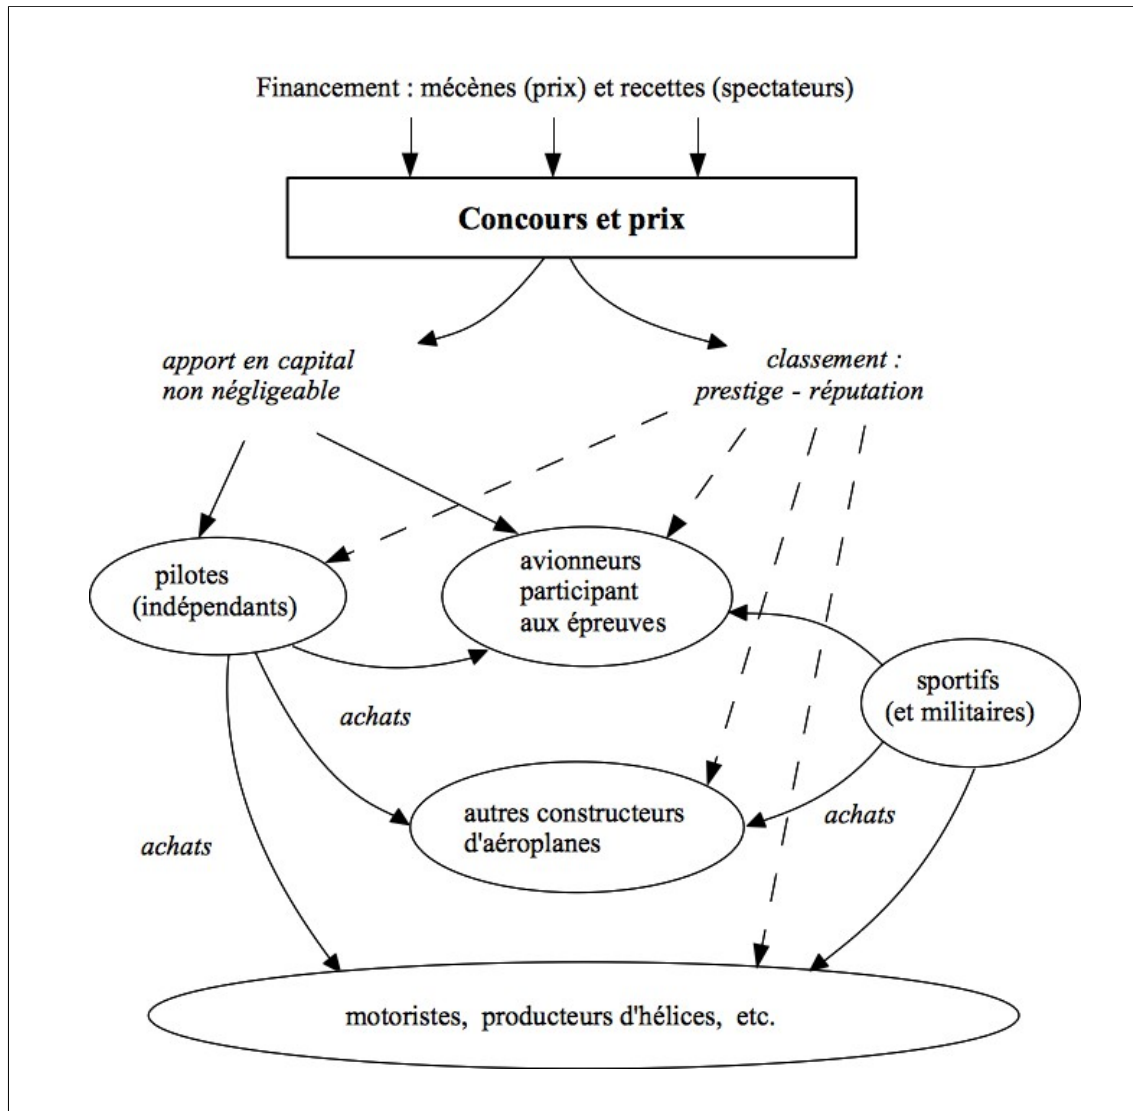 Financement : mécènes (prix) et recettes (spectateurs)
Concours et prix
apport en capital
non négligeable
classement :
prestige - réputation
pilotes
(indépendants)
avionneurs
participant
aux épreuves
sportifs
(et militaires)
achats
autres constructeurs
d'aéroplanes
achats
achats
motoristes, producteurs d'hélices, etc.